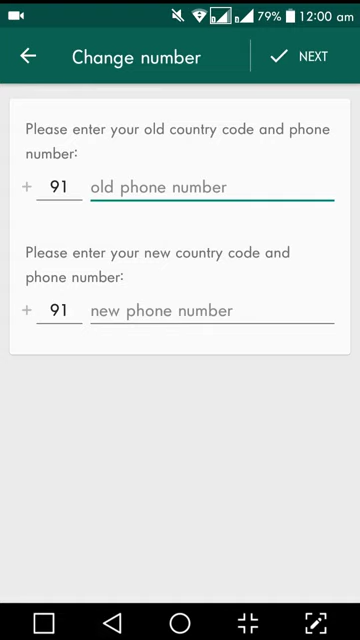 79% 12:00 am
Change number NEXT
Please enter your old country code and phone
number:
+ 91 old phone number
Please enter your new country code and
phone number:
+ 91 new phone number